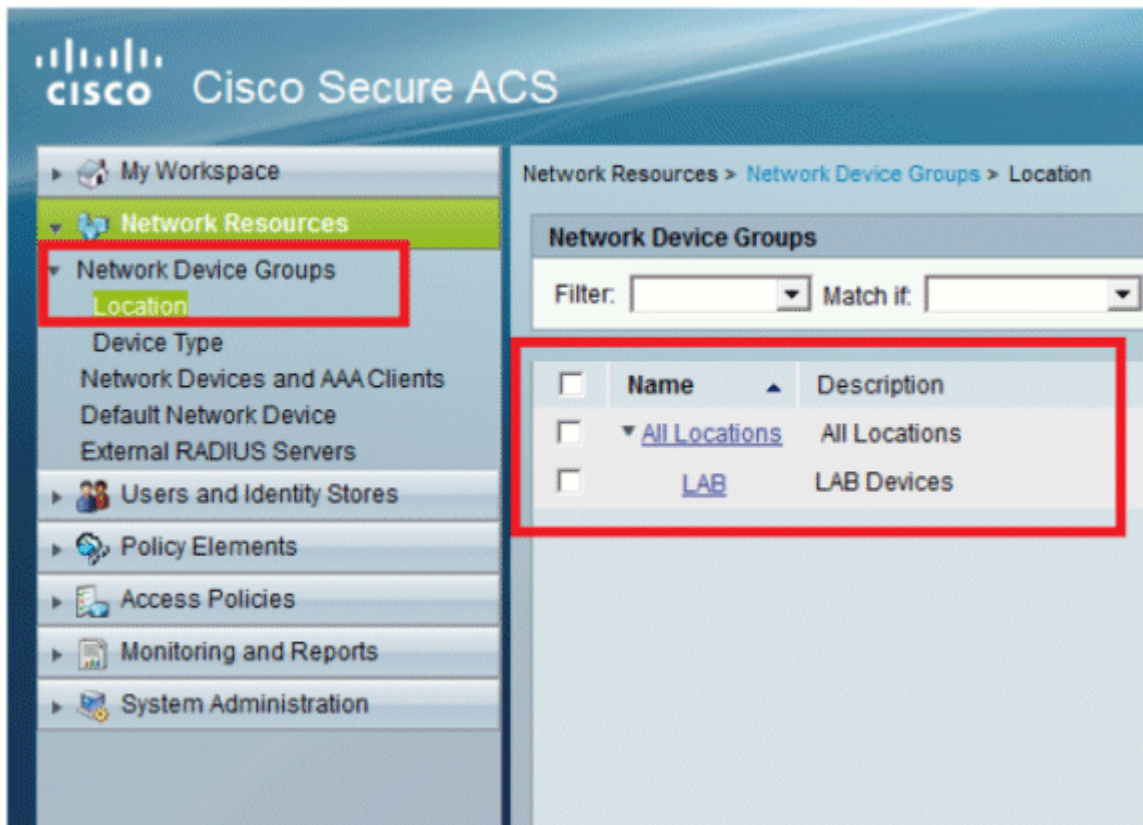 CISCO Cisco Secure ACS
My Workspace
Network Resources
Network Device Groups
Location
Device Type
Network Devices and AAA Clients
Default Network Device
External RADIUS Servers
Users and Identity Stores
Policy Elements
Access Policies
Monitoring and Reports
System Administration
Network Resources > Network Device Groups > Location
Network Device Groups
Filter: Match if:
Name Description
All Locations All Locations
LAB LAB Devices